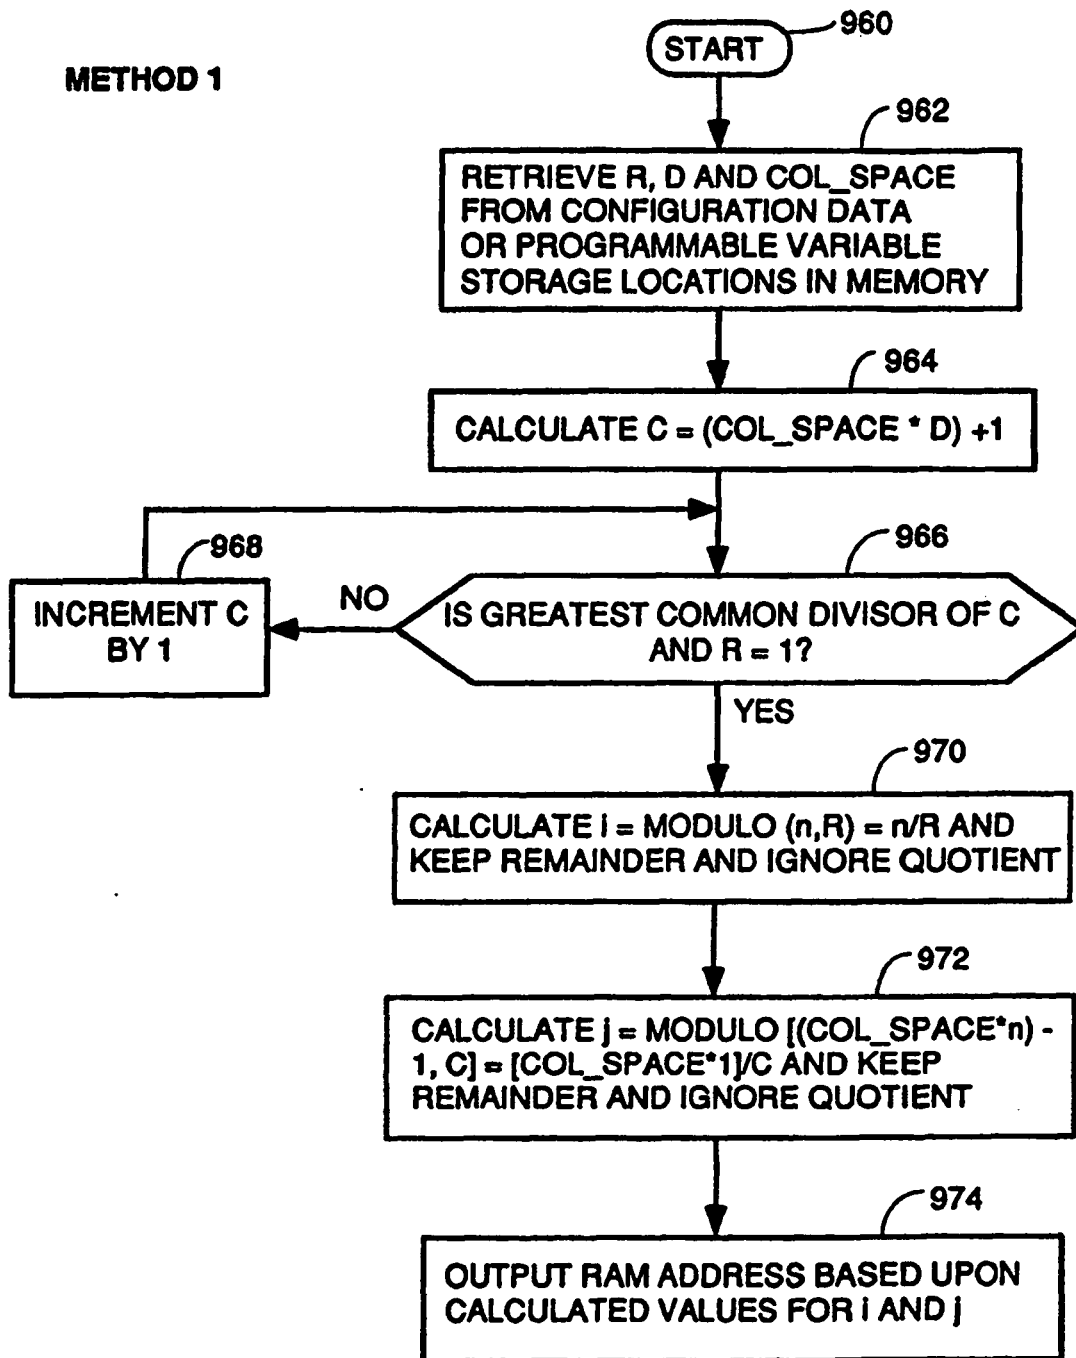 METHOD 1
START
960
962
RETRIEVE R, D AND COL_SPACE
FROM CONFIGURATION DATA
OR PROGRAMMABLE VARIABLE
STORAGE LOCATIONS IN MEMORY
964
CALCULATE C = (COL_SPACE * D) +1
968
966
INCREMENT C
BY 1
NO
IS GREATEST COMMON DIVISOR OF C
AND R = 1?
YES
970
CALCULATE i = MODULO (n,R) = n/R AND
KEEP REMAINDER AND IGNORE QUOTIENT
972
CALCULATE j = MODULO [(COL_SPACE*n) -
1, C] = [COL_SPACE*1]/C AND KEEP
REMAINDER AND IGNORE QUOTIENT
974
OUTPUT RAM ADDRESS BASED UPON
CALCULATED VALUES FOR i AND j